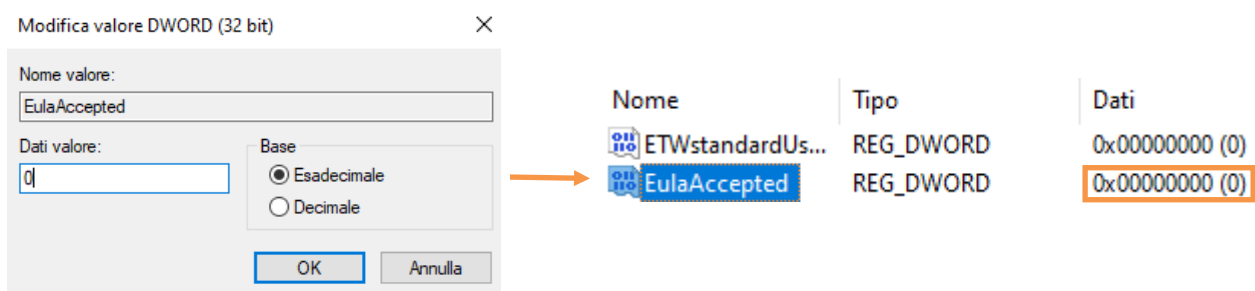 Modifica valore DWORD (32 bit)
Nome valore:
EulaAccepted
Dati valore:
0
Base
Esadecimale
Decimale
OK Annulla
Nome Tipo Dati
ETWstandardUs... REG_DWORD 0x00000000 (0)
EulaAccepted REG_DWORD 0x00000000 (0)